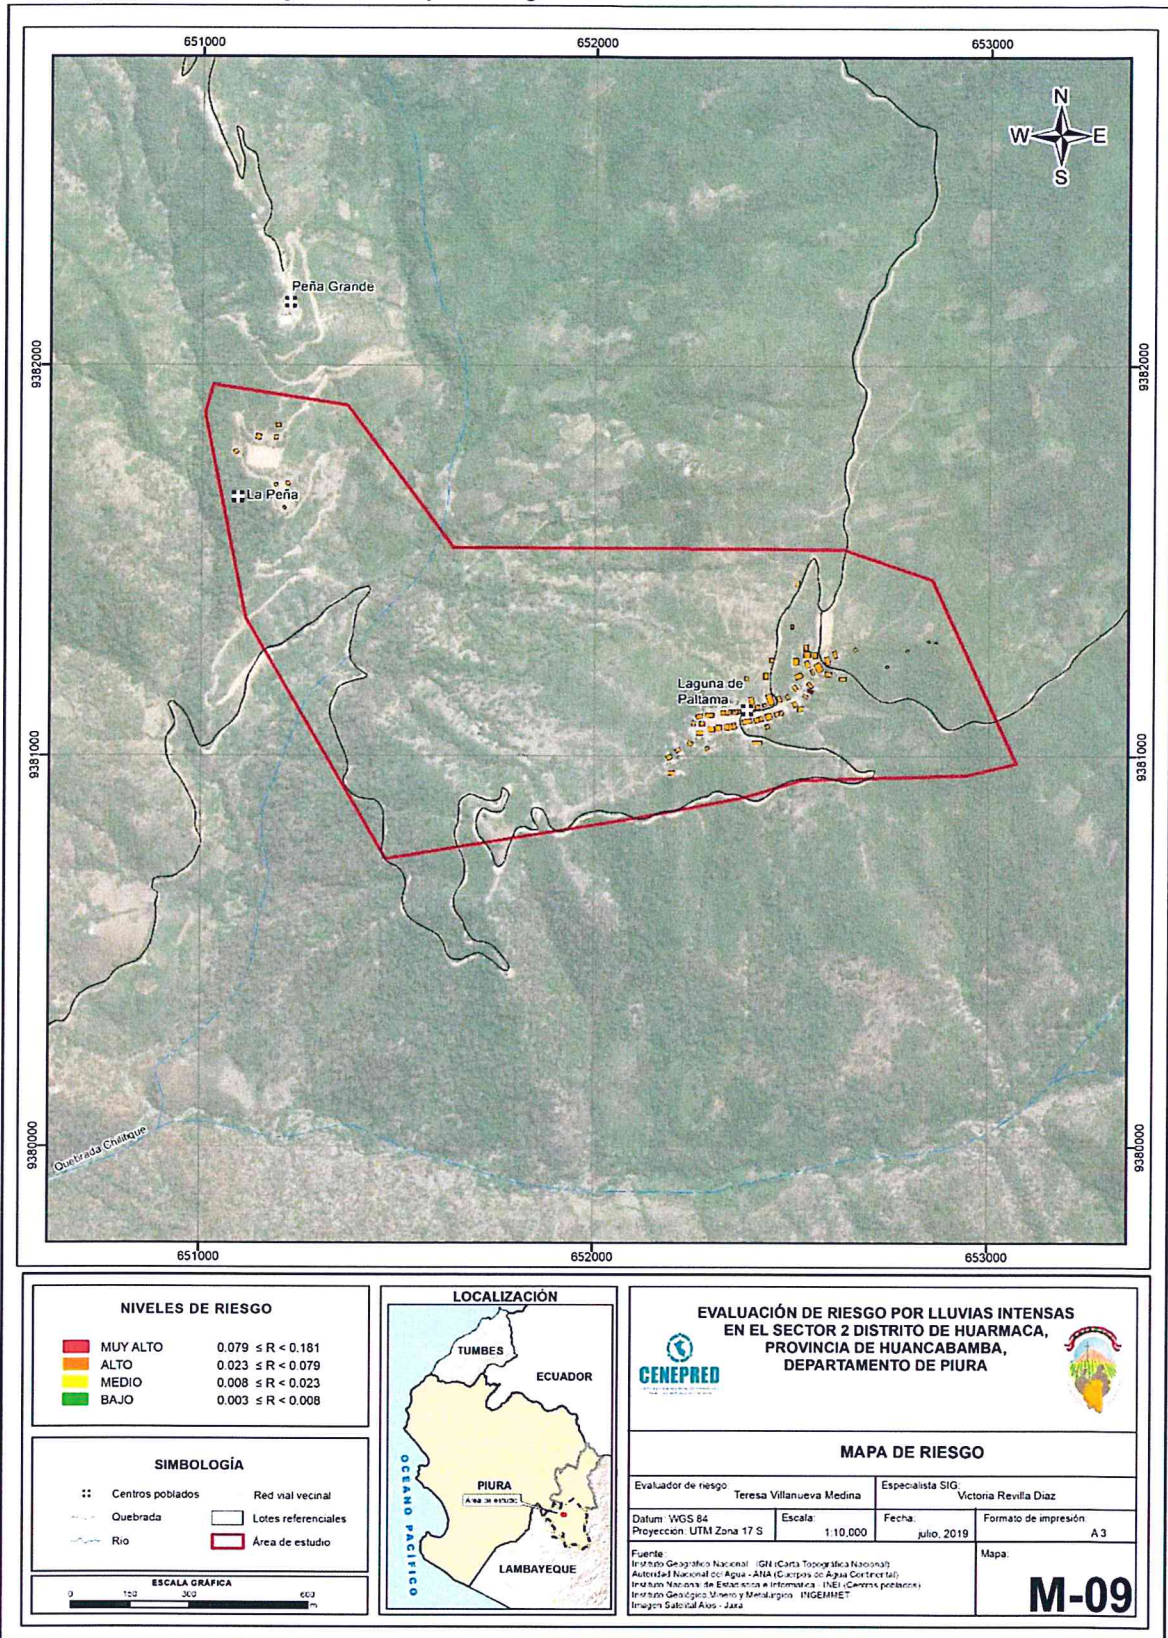 651000
652000
653000
N
W
E
S
Peña Grande
9382000
9382000
La Peña
Laguna de
Paltama
9381000
9381000
9380000
9380000
Quebrada Chilitique
651000
652000
653000
NIVELES DE RIESGO
MUY ALTO 0.079 ≤ R < 0.181
ALTO 0.023 ≤ R < 0.079
MEDIO 0.008 ≤ R < 0.023
BAJO 0.003 ≤ R < 0.008
SIMBOLOGÍA
Centros poblados
Red vial vecinal
Quebrada
Lotes referenciales
Rio
Área de estudio
ESCALA GRÁFICA
0 150 300 600
m
LOCALIZACIÓN
TUMBES
ECUADOR
OCEANO PACÍFICO
PIURA
Área de estudio
LAMBAYEQUE
CENEPRED
EVALUACIÓN DE RIESGO POR LLUVIAS INTENSAS
EN EL SECTOR 2 DISTRITO DE HUARMACA,
PROVINCIA DE HUANCABAMBA,
DEPARTAMENTO DE PIURA
MAPA DE RIESGO
Evaluador de riesgo:
Teresa Villanueva Medina
Especialista SIG:
Victoria Revilla Diaz
Datum: WGS 84
Proyección: UTM Zona 17 S
Escala:
1:10,000
Fecha:
julio, 2019
Formato de impresión:
A 3
Fuente:
Instituto Geográfico Nacional - IGN (Carta Topográfica Nacional)
Autoridad Nacional del Agua - ANA (Cuerpos de Agua Continental)
Instituto Nacional de Estadística e Informática - INEI (Centros poblados)
Instituto Geológico, Minero y Metalúrgico - INGEMMET
Imagen Satelital Alos - Jaxa
Mapa:
M-09